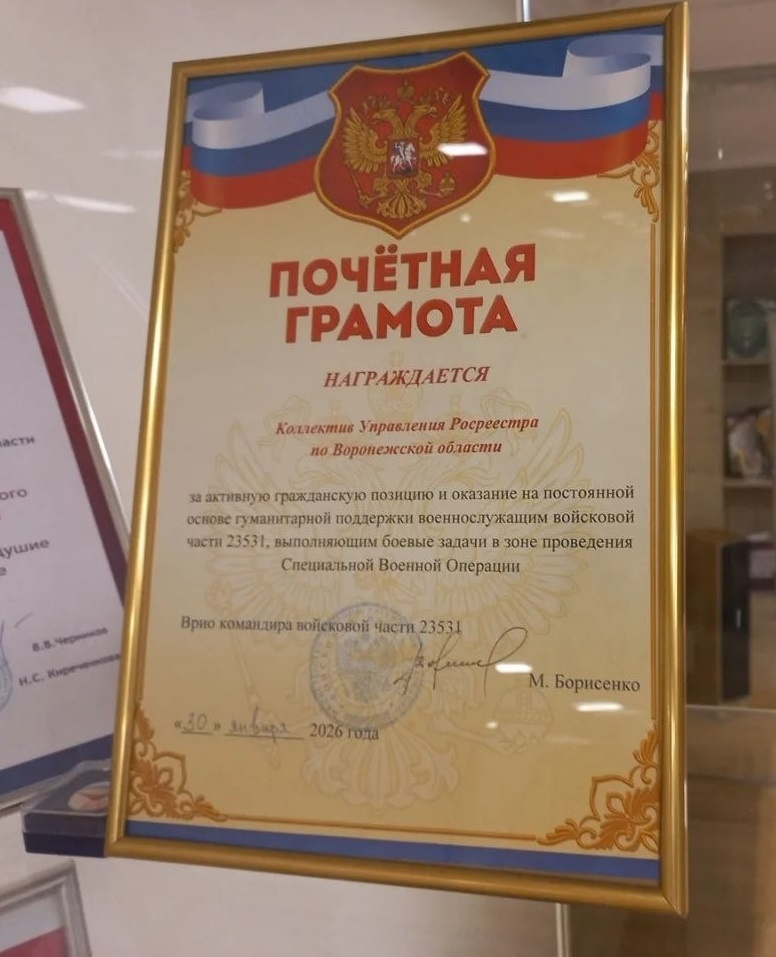 ПОЧЁТНАЯ
ГРАМОТА
НАГРАЖДАЕТСЯ
Коллектив Управления Росреестра
по Воронежской области
за активную гражданскую позицию и оказание на постоянной
основе гуманитарной поддержки военнослужащим войсковой
части 23531, выполняющим боевые задачи в зоне проведения
Специальной Военной Операции
Врио командира войсковой части 23531
М. Борисенко
«30» января 2026 года
В.В.Черников
Н.С. Киреченкова